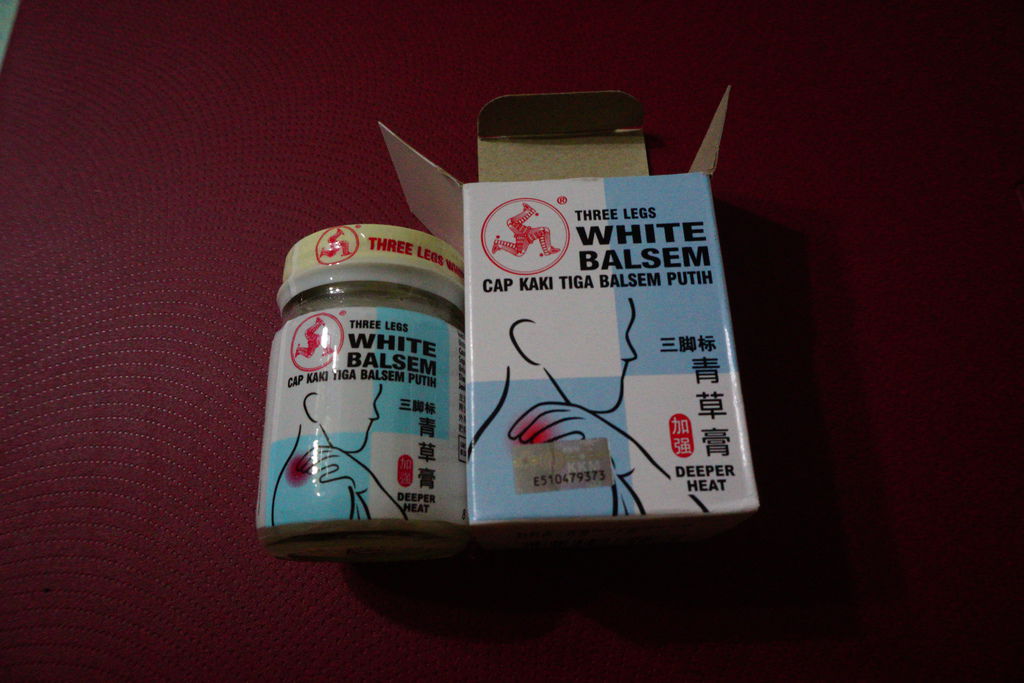 THREE LEGS
THREE LEGS
WHITE
BALSEM
CAP KAKI TIGA BALSEM PUTIH
三脚标
青草膏
加强
DEEPER
HEAT
®
THREE LEGS
WHITE
BALSEM
CAP KAKI TIGA BALSEM PUTIH
三脚标
青草膏
加强
DEEPER
HEAT
E510479373